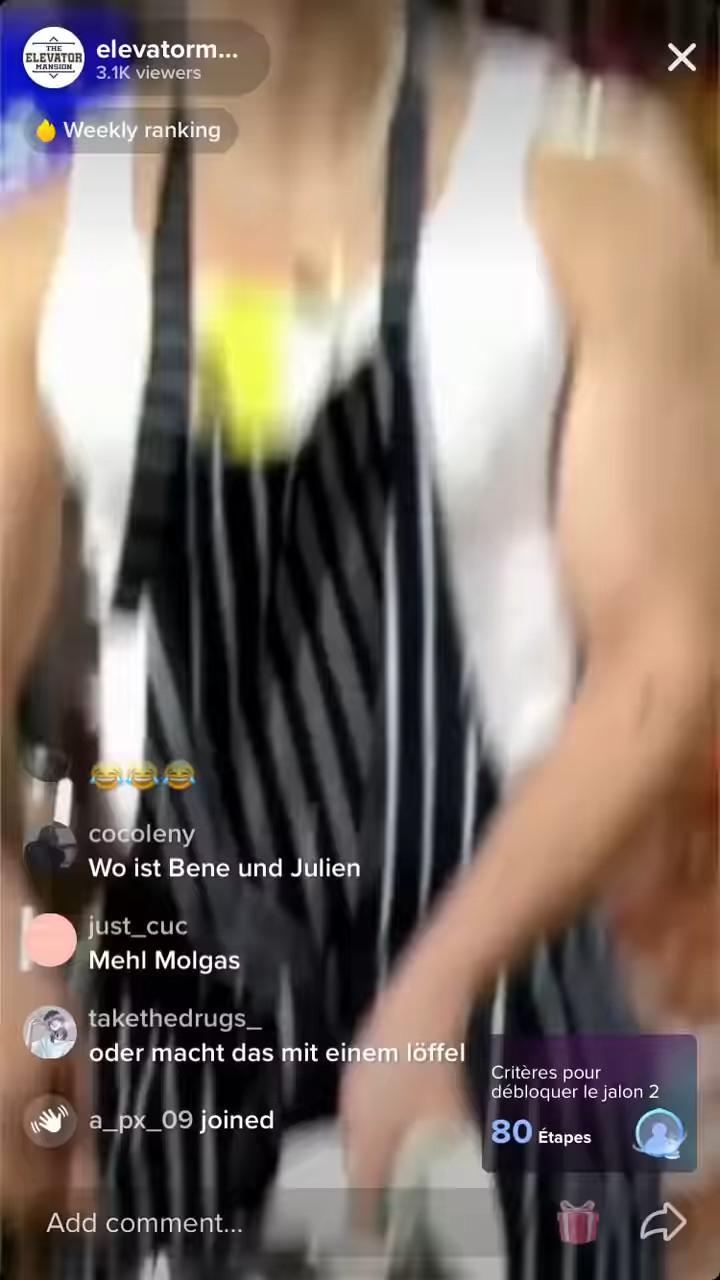 THE
ELEVATOR
MANSION
elevatorm...
3.1K viewers
Weekly ranking
😂😂😂
cocoleny
Wo ist Bene und Julien
just_cuc
Mehl Molgas
takethedrugs_
oder macht das mit einem löffel
a_px_09 joined
Critères pour
débloquer le jalon 2
80 Étapes
Add comment...